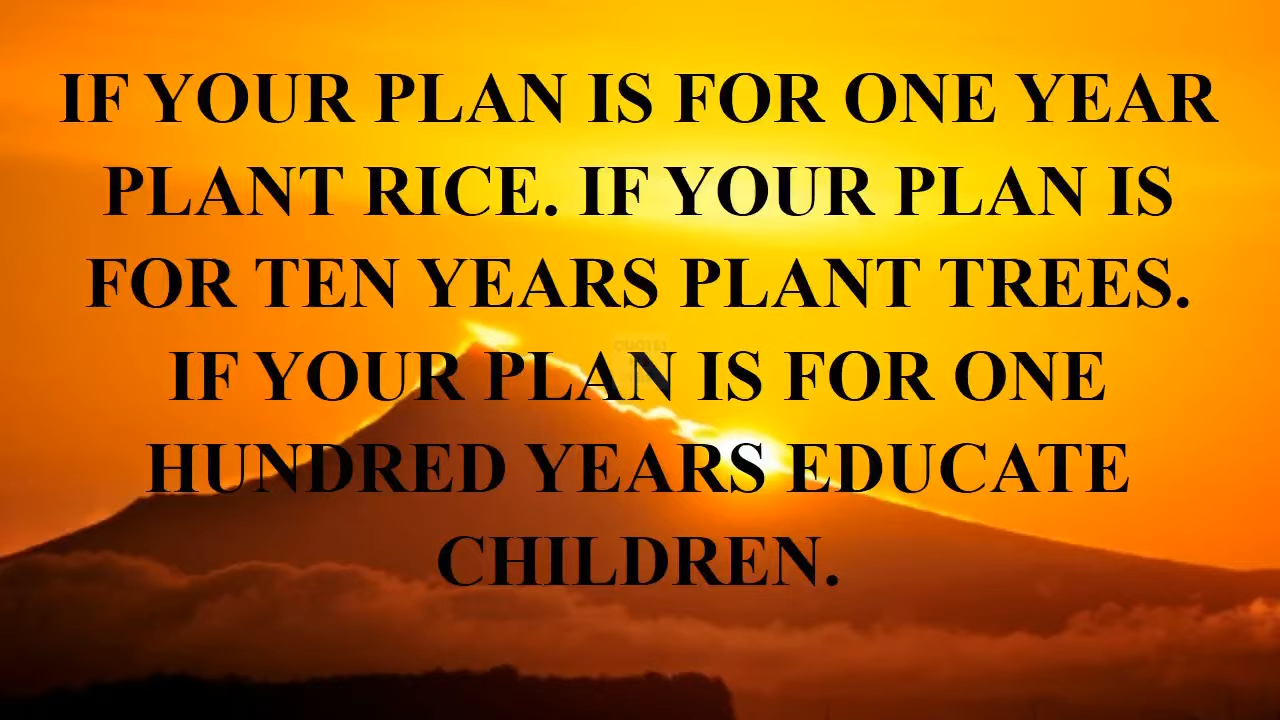 IF YOUR PLAN IS FOR ONE YEAR
PLANT RICE. IF YOUR PLAN IS
FOR TEN YEARS PLANT TREES.
IF YOUR PLAN IS FOR ONE
HUNDRED YEARS EDUCATE
CHILDREN.